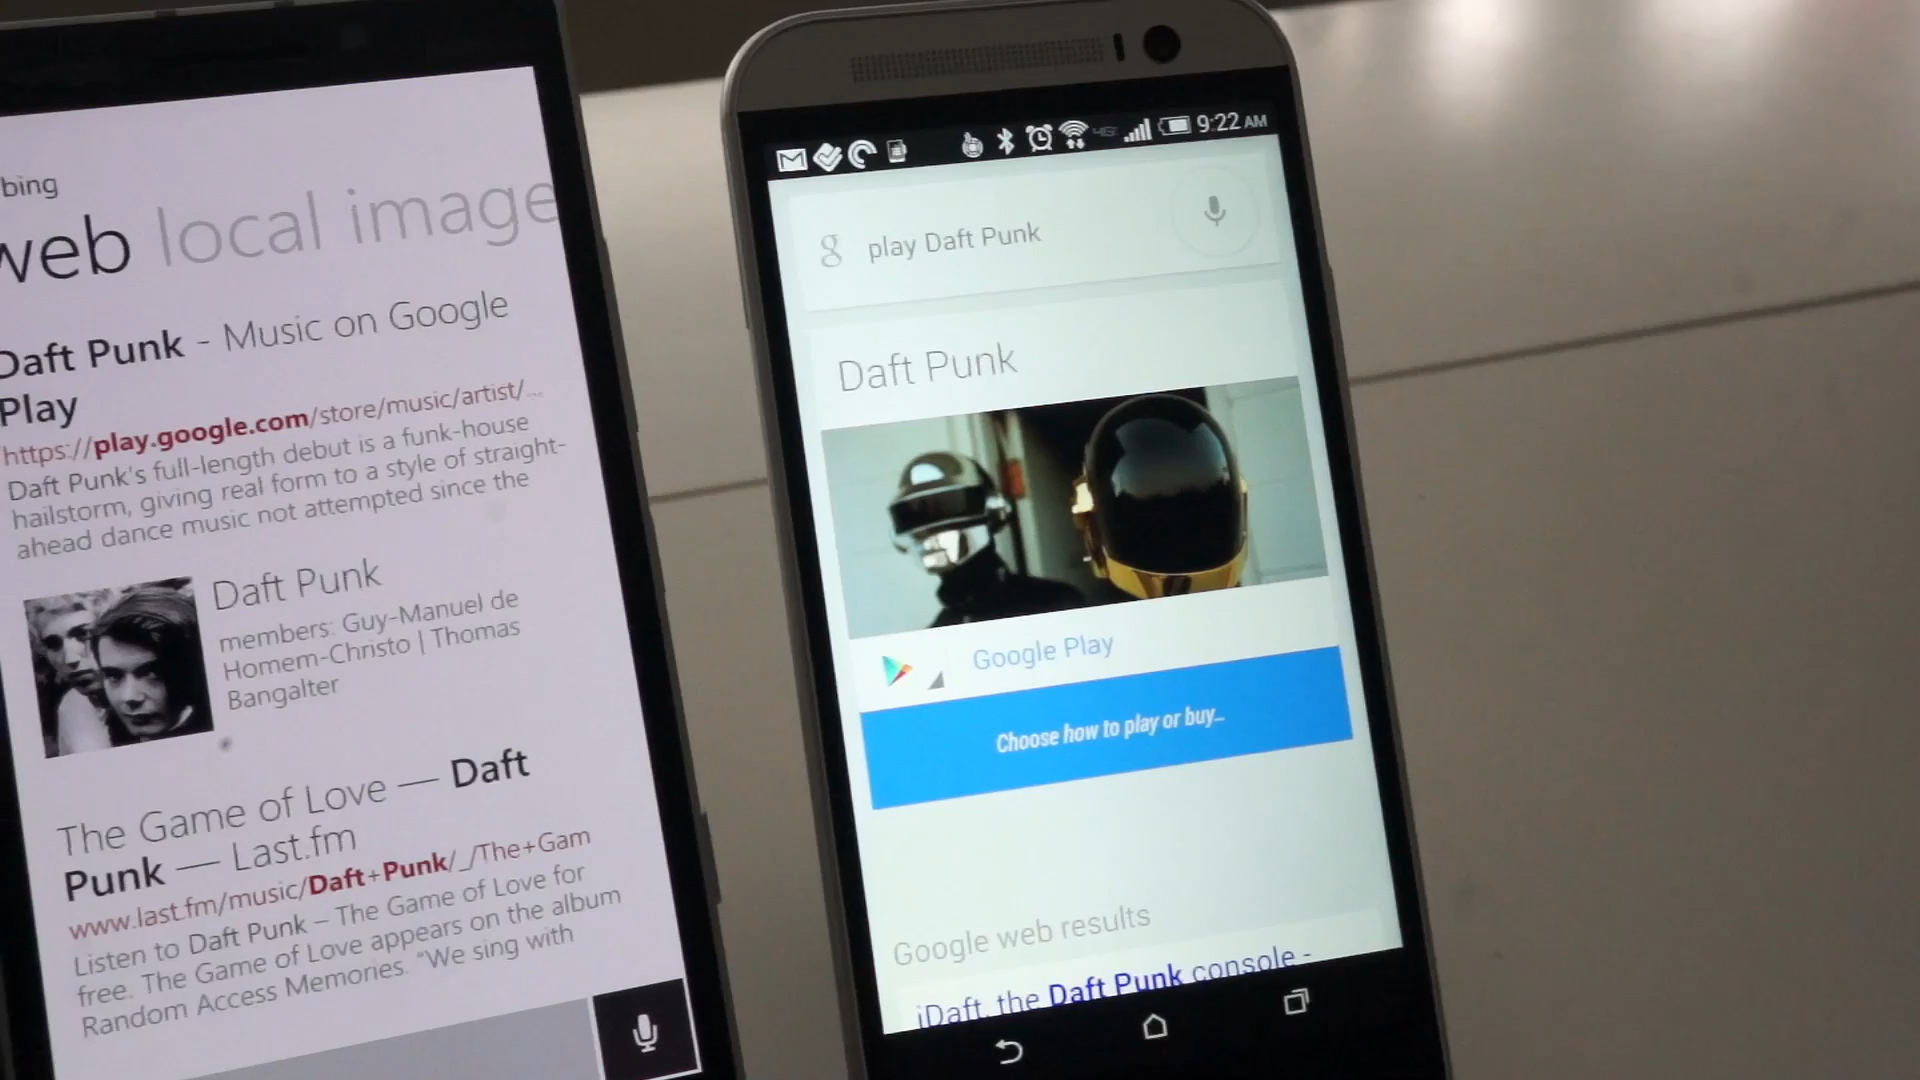 bing
web local image
Daft Punk - Music on Google
Play
https://play.google.com/store/music/artist/...
Daft Punk's full-length debut is a funk-house
hailstorm, giving real form to a style of straight-
ahead dance music not attempted since the
Daft Punk
members: Guy-Manuel de
Homem-Christo | Thomas
Bangalter
The Game of Love — Daft
Punk — Last.fm
www.last.fm/music/Daft+Punk/_/The+Gam
Listen to Daft Punk – The Game of Love for
free. The Game of Love appears on the album
Random Access Memories. "We sing with
9:22 AM
g play Daft Punk
Daft Punk
Google Play
Choose how to play or buy...
Google web results
iDaft, the Daft Punk console -